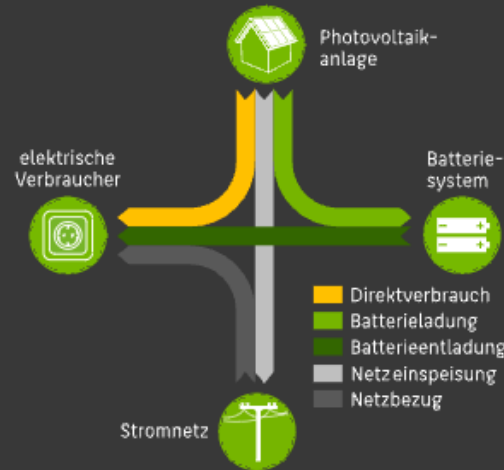 Photovoltaik-
anlage
elektrische
Verbraucher
Batterie-
system
Direktverbrauch
Batterieladung
Batterieentladung
Netzeinspeisung
Netzbezug
Stromnetz